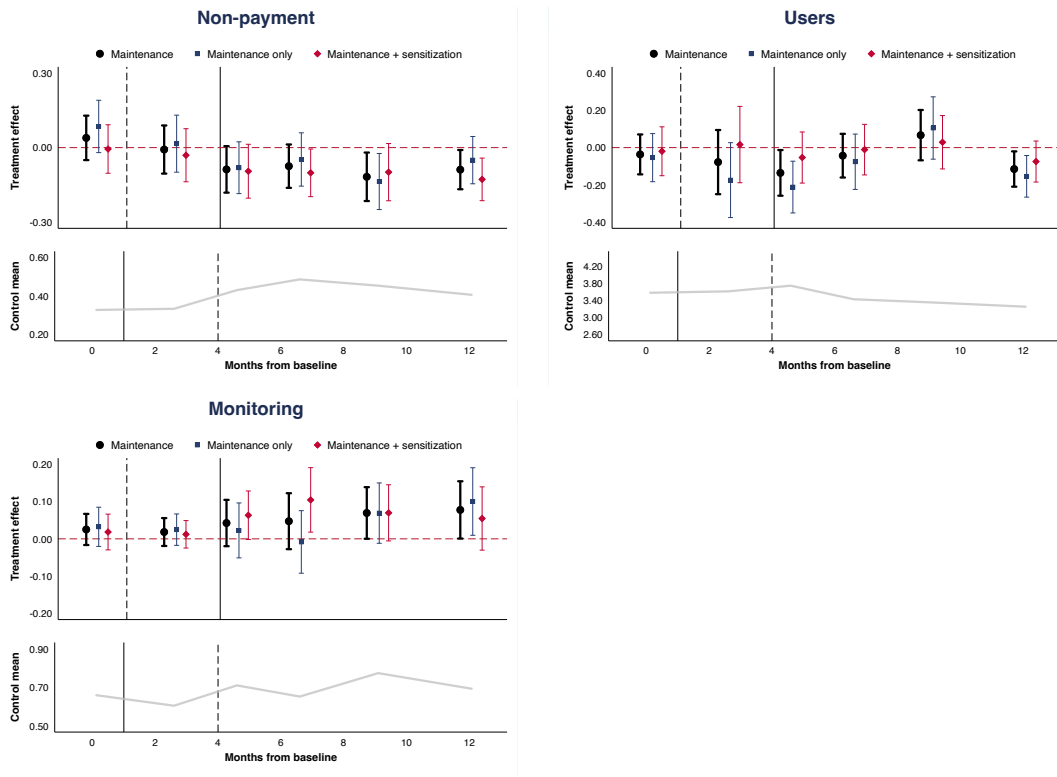 Non-payment
Maintenance Maintenance only Maintenance + sensitization
Treatment effect
0.30
0.00
-0.30
Control mean
0.60
0.40
0.20
0 2 4 6 8 10 12
Months from baseline
Users
Maintenance Maintenance only Maintenance + sensitization
Treatment effect
0.40
0.20
0.00
-0.20
-0.40
Control mean
4.20
3.80
3.40
3.00
2.60
0 2 4 6 8 10 12
Months from baseline
Monitoring
Maintenance Maintenance only Maintenance + sensitization
Treatment effect
0.20
0.10
0.00
-0.10
-0.20
Control mean
0.90
0.70
0.50
0 2 4 6 8 10 12
Months from baseline